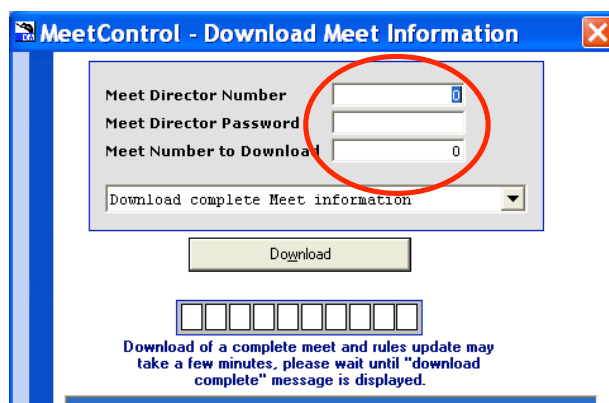 MeetControl - Download Meet Information
Meet Director Number 0
Meet Director Password
Meet Number to Download 0
Download complete Meet information
Download
Download of a complete meet and rules update may
take a few minutes, please wait until "download
complete" message is displayed.